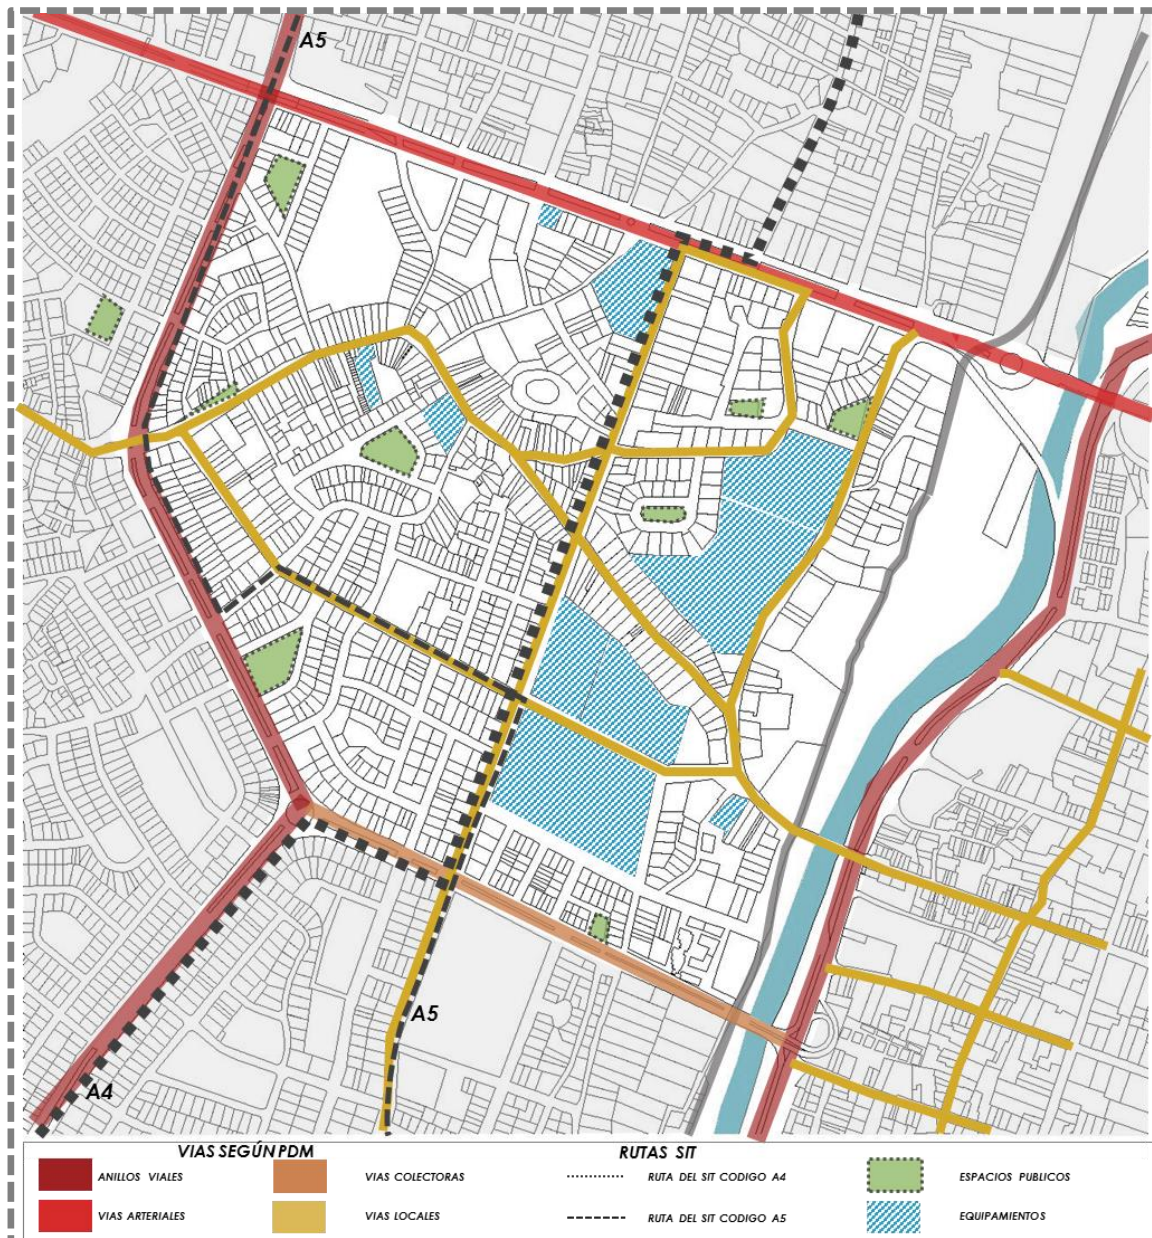 A5
A5
A4
VIAS SEGÚN PDM
RUTAS SIT
ANILLOS VIALES
VIAS COLECTORAS
RUTA DEL SIT CODIGO A4
ESPACIOS PUBLICOS
VIAS ARTERIALES
VIAS LOCALES
RUTA DEL SIT CODIGO A5
EQUIPAMIENTOS